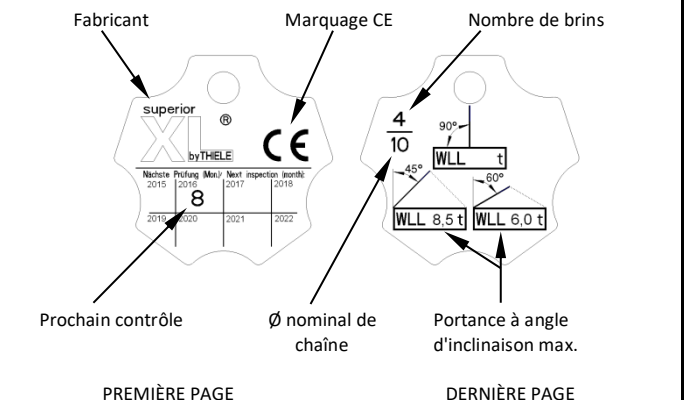 Fabricant
Marquage CE
Nombre de brins
superior
XL
®
by THIELE
CE
Nächste Prüfung (Mon.)/ Next inspection (month):
2015 2016 2017 2018
8
2019 2020 2021 2022
4
10
90°
WLL t
45°
60°
WLL 8,5 t
WLL 6,0 t
Prochain contrôle
Ø nominal de
chaîne
Portance à angle
d'inclinaison max.
PREMIÈRE PAGE
DERNIÈRE PAGE